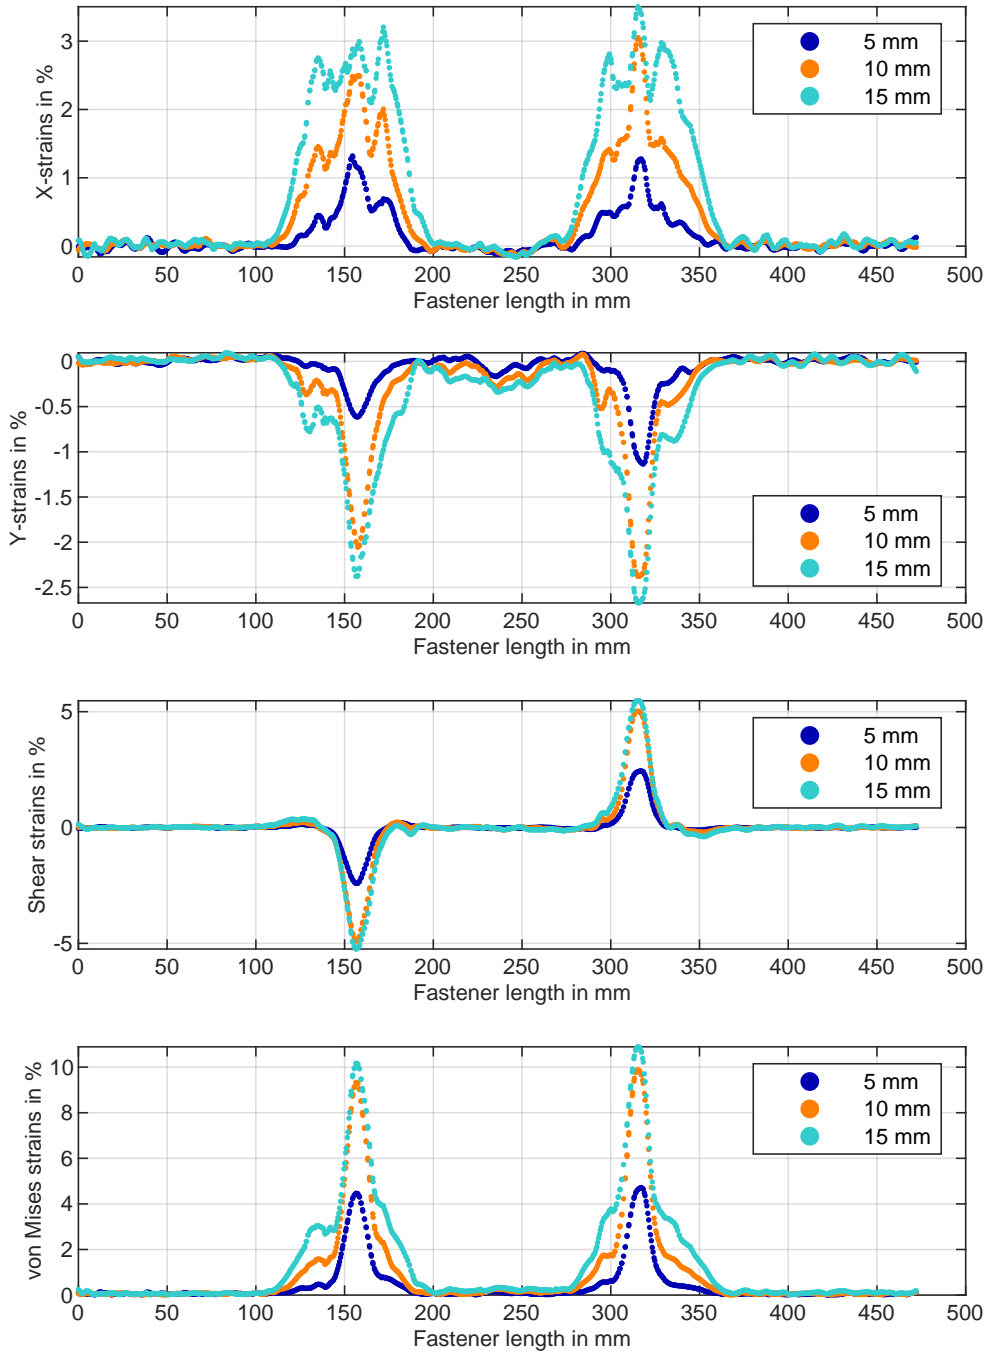 X-strains in %
3
2
1
0
5 mm
10 mm
15 mm
0 50 100 150 200 250 300 350 400 450 500
Fastener length in mm
Y-strains in %
0
-0.5
-1
-1.5
-2
-2.5
5 mm
10 mm
15 mm
0 50 100 150 200 250 300 350 400 450 500
Fastener length in mm
Shear strains in %
5
0
-5
5 mm
10 mm
15 mm
0 50 100 150 200 250 300 350 400 450 500
Fastener length in mm
von Mises strains in %
10
8
6
4
2
0
5 mm
10 mm
15 mm
0 50 100 150 200 250 300 350 400 450 500
Fastener length in mm